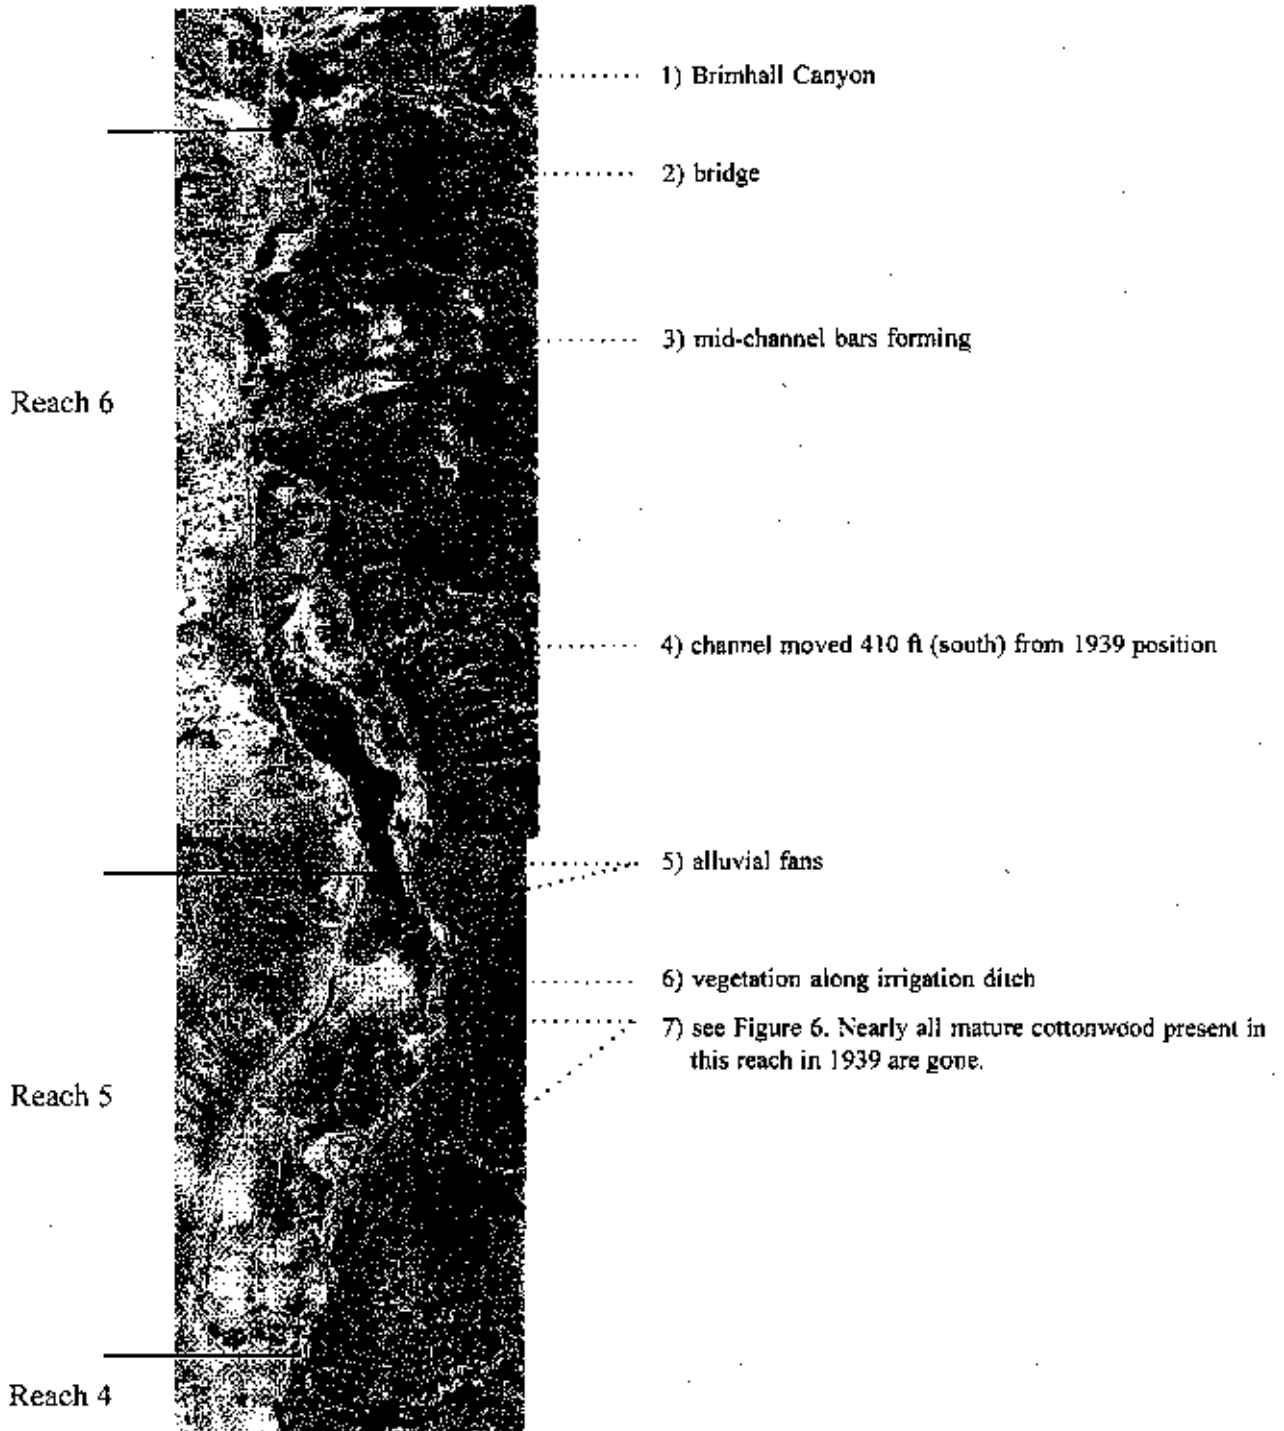 1) Brimhall Canyon
2) bridge
3) mid-channel bars forming
Reach 6
4) channel moved 410 ft (south) from 1939 position
5) alluvial fans
6) vegetation along irrigation ditch
7) see Figure 6. Nearly all mature cottonwood present in
this reach in 1939 are gone.
Reach 5
Reach 4